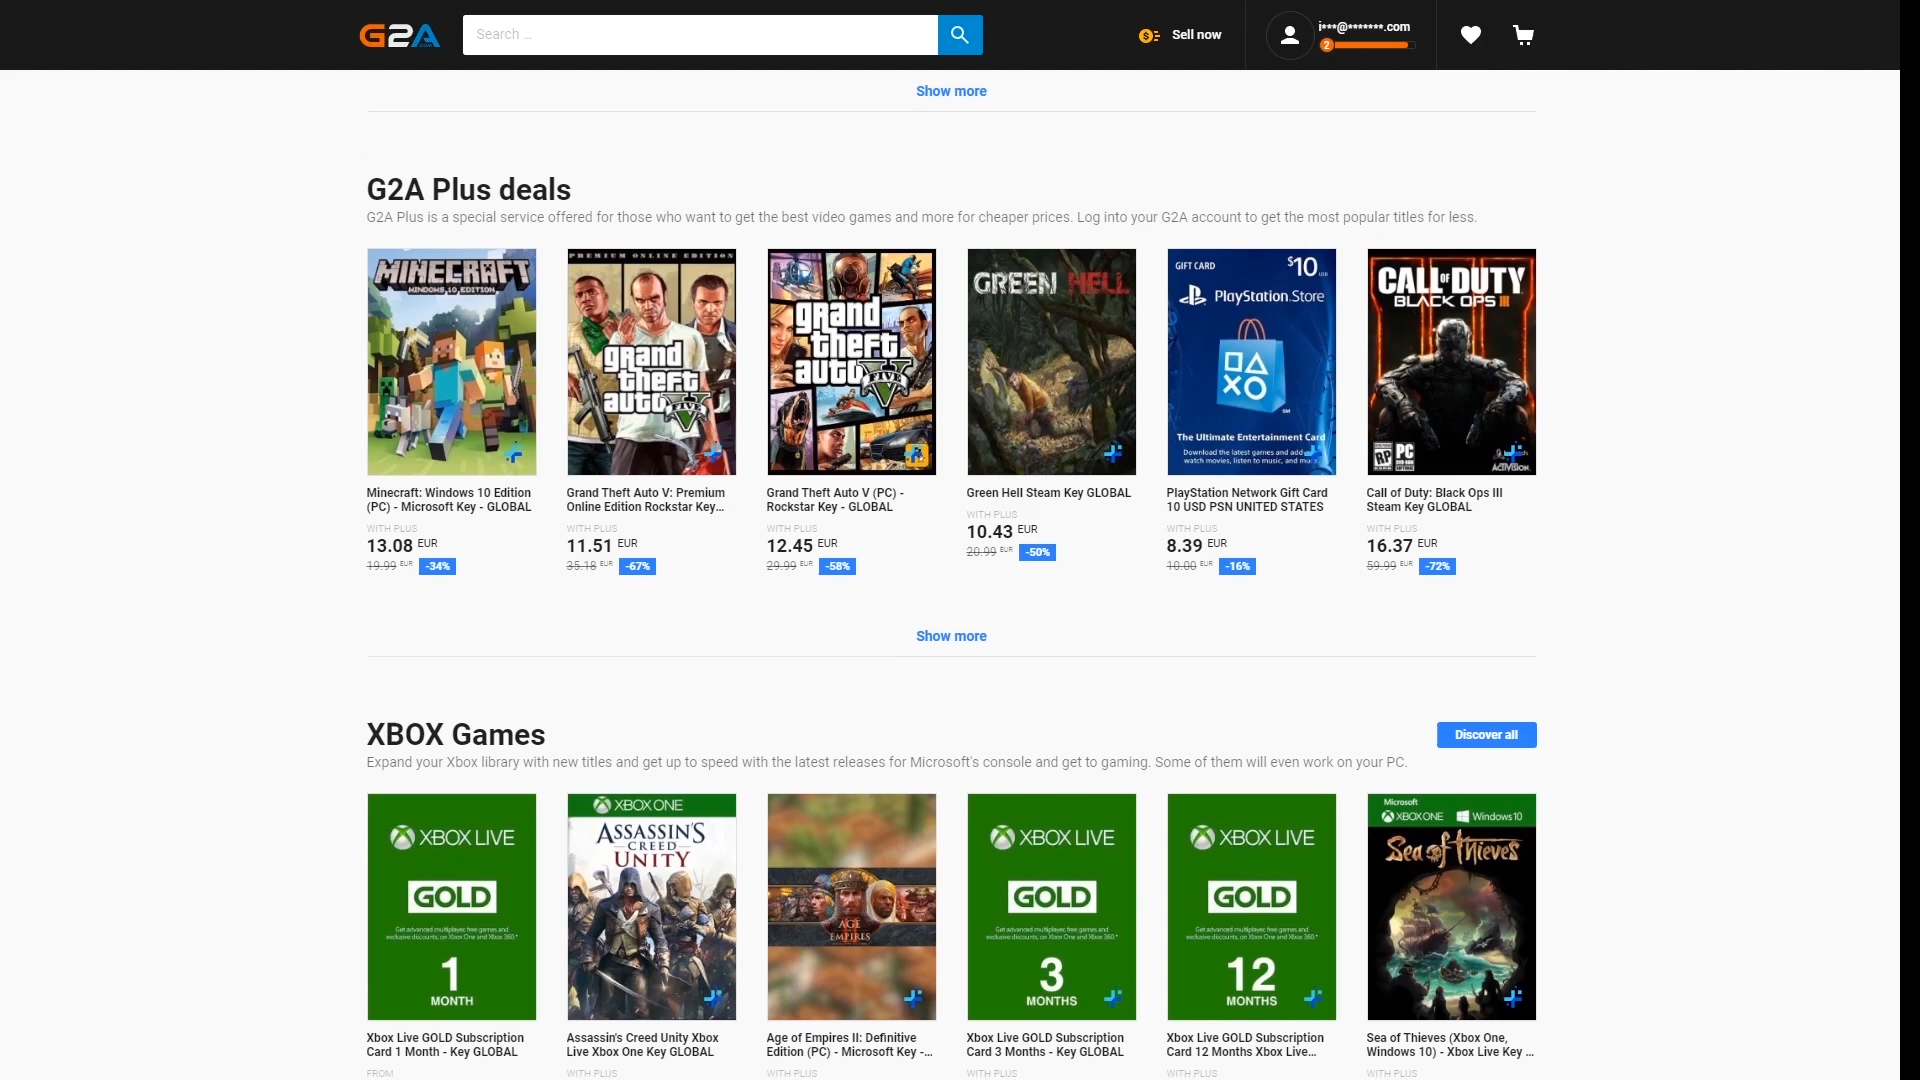 G2A
.COM
Search ...
Sell now
i***@*******.com
2
Show more
G2A Plus deals
G2A Plus is a special service offered for those who want to get the best video games and more for cheaper prices. Log into your G2A account to get the most popular titles for less.
MINECRAFT
WINDOWS 10 EDITION
PREMIUM ONLINE EDITION
grand
theft
auto
V
FIVE
grand
theft
auto
V
FIVE
GREEN HELL
GIFT CARD
$10 USD
PlayStation.Store
The Ultimate Entertainment Card
Download the latest games and add-
watch movies, listen to music, and mo
CALL OF DUTY
BLACK OPS III
RP
PC
ACTIVISION
Minecraft: Windows 10 Edition
(PC) - Microsoft Key - GLOBAL
WITH PLUS
13.08 EUR
19.99 EUR -34%
Grand Theft Auto V: Premium
Online Edition Rockstar Key...
WITH PLUS
11.51 EUR
35.18 EUR -67%
Grand Theft Auto V (PC) -
Rockstar Key - GLOBAL
WITH PLUS
12.45 EUR
29.99 EUR -58%
Green Hell Steam Key GLOBAL
WITH PLUS
10.43 EUR
20.99 EUR -50%
PlayStation Network Gift Card
10 USD PSN UNITED STATES
WITH PLUS
8.39 EUR
10.00 EUR -16%
Call of Duty: Black Ops III
Steam Key GLOBAL
WITH PLUS
16.37 EUR
59.99 EUR -72%
Show more
XBOX Games
Discover all
Expand your Xbox library with new titles and get up to speed with the latest releases for Microsoft's console and get to gaming. Some of them will even work on your PC.
XBOX LIVE
GOLD
Get advanced multiplayer, free games and
exclusive discounts, on Xbox One and Xbox 360.*
1
MONTH
XBOX ONE
ASSASSIN'S
CREED
UNITY
AGE
OF
EMPIRES
II
XBOX LIVE
GOLD
Get advanced multiplayer, free games and
exclusive discounts, on Xbox One and Xbox 360.*
3
MONTHS
XBOX LIVE
GOLD
Get advanced multiplayer, free games and
exclusive discounts, on Xbox One and Xbox 360.*
12
MONTHS
Microsoft
XBOX ONE Windows 10
Sea of Thieves
Xbox Live GOLD Subscription
Card 1 Month - Key GLOBAL
FROM
Assassin's Creed Unity Xbox
Live Xbox One Key GLOBAL
WITH PLUS
Age of Empires II: Definitive
Edition (PC) - Microsoft Key -...
WITH PLUS
Xbox Live GOLD Subscription
Card 3 Months - Key GLOBAL
WITH PLUS
Xbox Live GOLD Subscription
Card 12 Months Xbox Live...
WITH PLUS
Sea of Thieves (Xbox One,
Windows 10) - Xbox Live Key ...
WITH PLUS